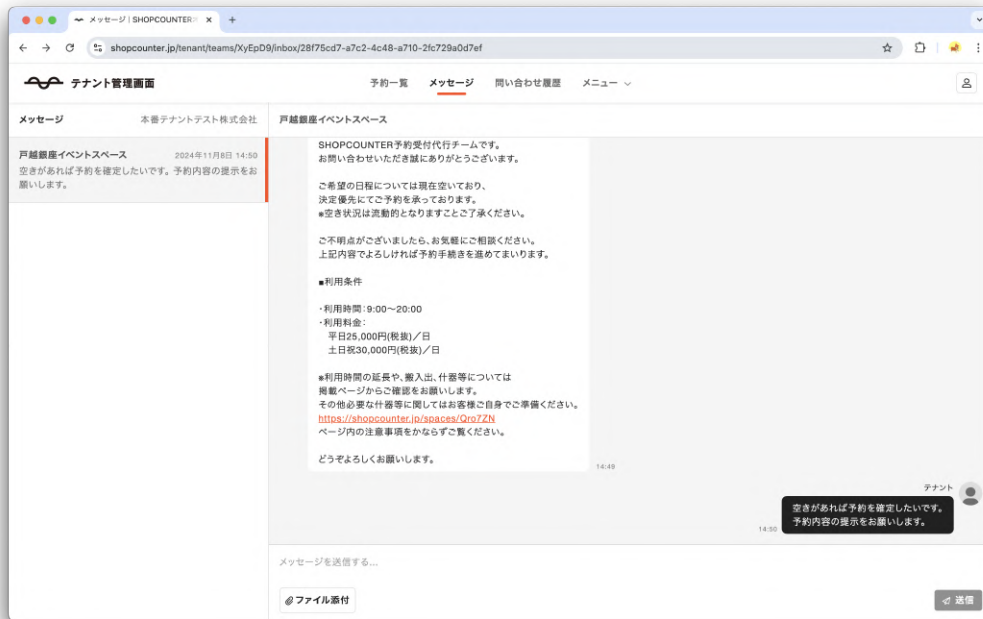 メッセージ | SHOPCOUNTER
shopcounter.jp/tenant/teams/XyEpD9/inbox/28f75cd7-a7c2-4c48-a710-2fc729a0d7ef
テナント管理画面
予約一覧
メッセージ
問い合わせ履歴
メニュー
メッセージ
本番テナントテスト株式会社
戸越銀座イベントスペース
戸越銀座イベントスペース
2024年11月8日 14:50
空きがあれば予約を確定したいです。予約内容の提示をお
願いします。
SHOPCOUNTER予約受付代行チームです。
お問い合わせいただき誠にありがとうございます。
ご希望の日程については現在空いており、
決定優先にてご予約を承っております。
※空き状況は流動的となりますことご了承ください。
ご不明点がございましたら、お気軽にご相談ください。
上記内容でよろしければ予約手続きを進めてまいります。
■利用条件
・利用時間：9:00〜20:00
・利用料金：
平日25,000円(税抜)／日
土日祝30,000円(税抜)／日
※利用時間の延長や、搬入出、什器等については
掲載ページからご確認をお願いします。
その他必要な什器等に関してはお客様ご自身でご準備ください。
https://shopcounter.jp/spaces/Qro7ZN
ページ内の注意事項をかならずご覧ください。
どうぞよろしくお願いします。
14:49
テナント
空きがあれば予約を確定したいです。
予約内容の提示をお願いします。
14:50
メッセージを送信する...
ファイル添付
送信